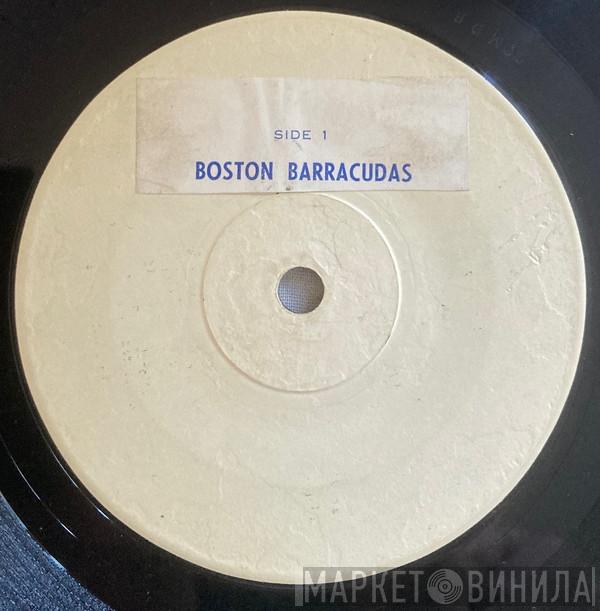 SIDE 1
BOSTON BARRACUDAS
МАРКЕТ ВИНИЛА